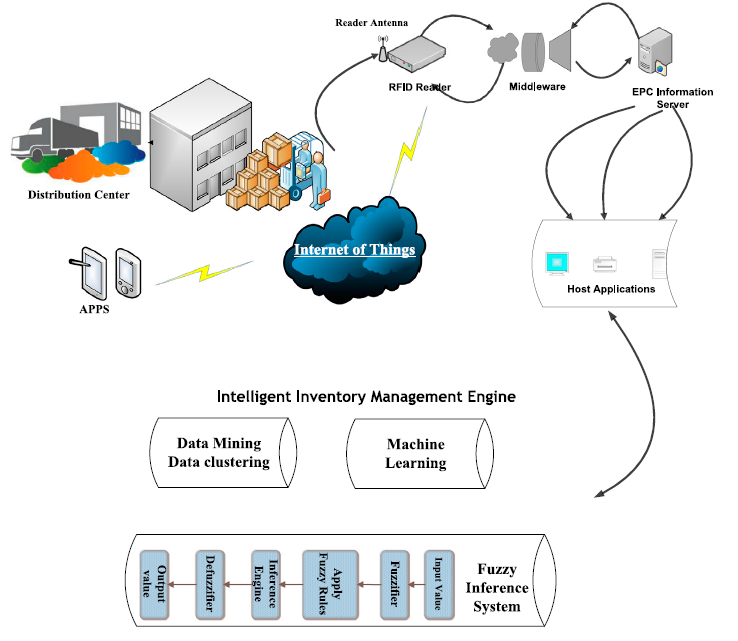 Reader Antenna
RFID Reader
Middleware
EPC Information
Server
Distribution Center
Internet of Things
APPS
Host Applications
Intelligent Inventory Management Engine
Data Mining
Data clustering
Machine
Learning
Output
value
Defuzzifier
Inference
Engine
Apply
Fuzzy Rules
Fuzzifier
Input Value
Fuzzy
Inference
System